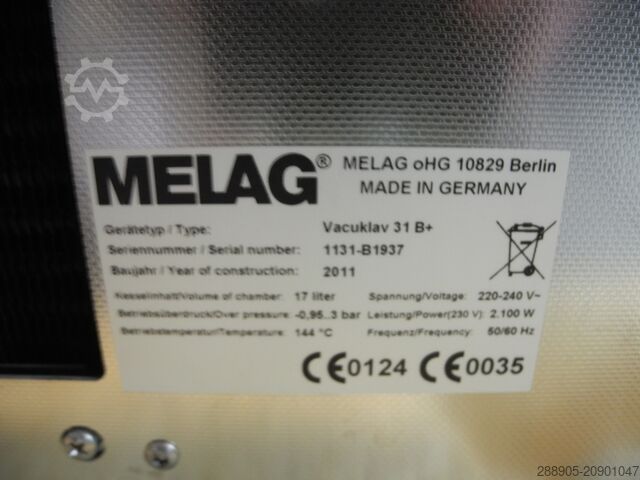 MELAG® MELAG oHG 10829 Berlin
MADE IN GERMANY
Gerätetyp / Type: Vacuklav 31 B+
Seriennummer / Serial number: 1131-B1937
Baujahr / Year of construction: 2011
Kesselinhalt/Volume of chamber: 17 liter Spannung/Voltage: 220-240 V~
Betriebsüberdruck/Over pressure: -0,95..3 bar Leistung/Power(230 V): 2.100 W
Betriebstemperatur/Temperature: 144 °C Frequenz/Frequency: 50/60 Hz
CE0124 CE0035
288905-20901047